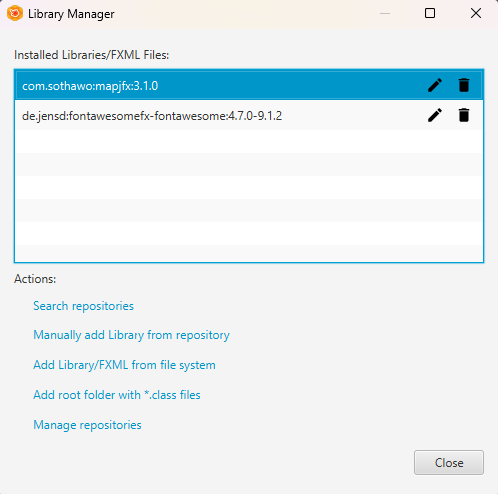 Library Manager
Installed Libraries/FXML Files:
com.sothawo:mapjfx:3.1.0
de.jensd:fontawesomefx-fontawesome:4.7.0-9.1.2
Actions:
Search repositories
Manually add Library from repository
Add Library/FXML from file system
Add root folder with *.class files
Manage repositories
Close